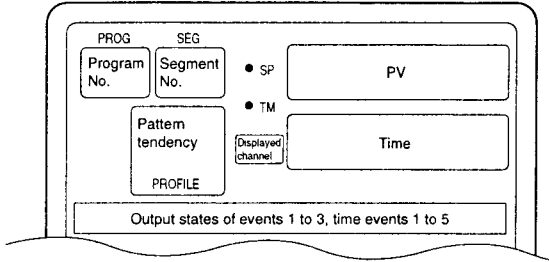 PROG SEG
Program No.
Segment No.
SP
PV
TM
Pattern tendency
PROFILE
Displayed channel
Time
Output states of events 1 to 3, time events 1 to 5